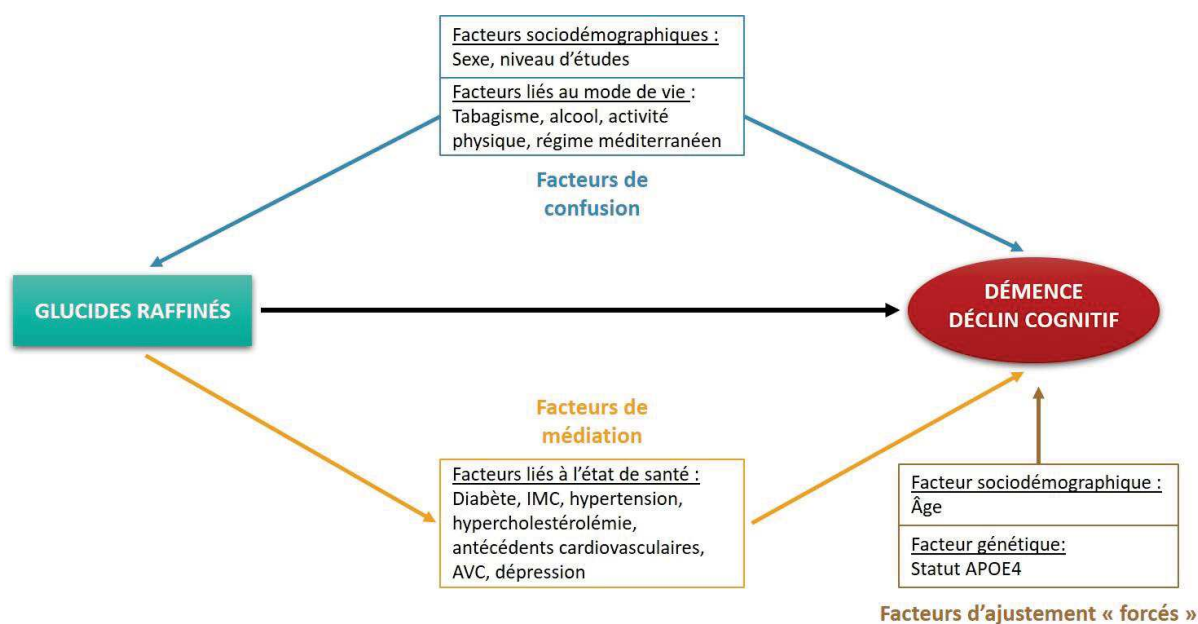 Facteurs sociodémographiques :
Sexe, niveau d'études
Facteurs liés au mode de vie :
Tabagisme, alcool, activité
physique, régime méditerranéen
Facteurs de
confusion
GLUCIDES RAFFINÉS
DÉMENCE
DÉCLIN COGNITIF
Facteurs de
médiation
Facteurs liés à l'état de santé :
Diabète, IMC, hypertension,
hypercholestérolémie,
antécédents cardiovasculaires,
AVC, dépression
Facteur sociodémographique :
Âge
Facteur génétique:
Statut APOE4
Facteurs d'ajustement « forcés »